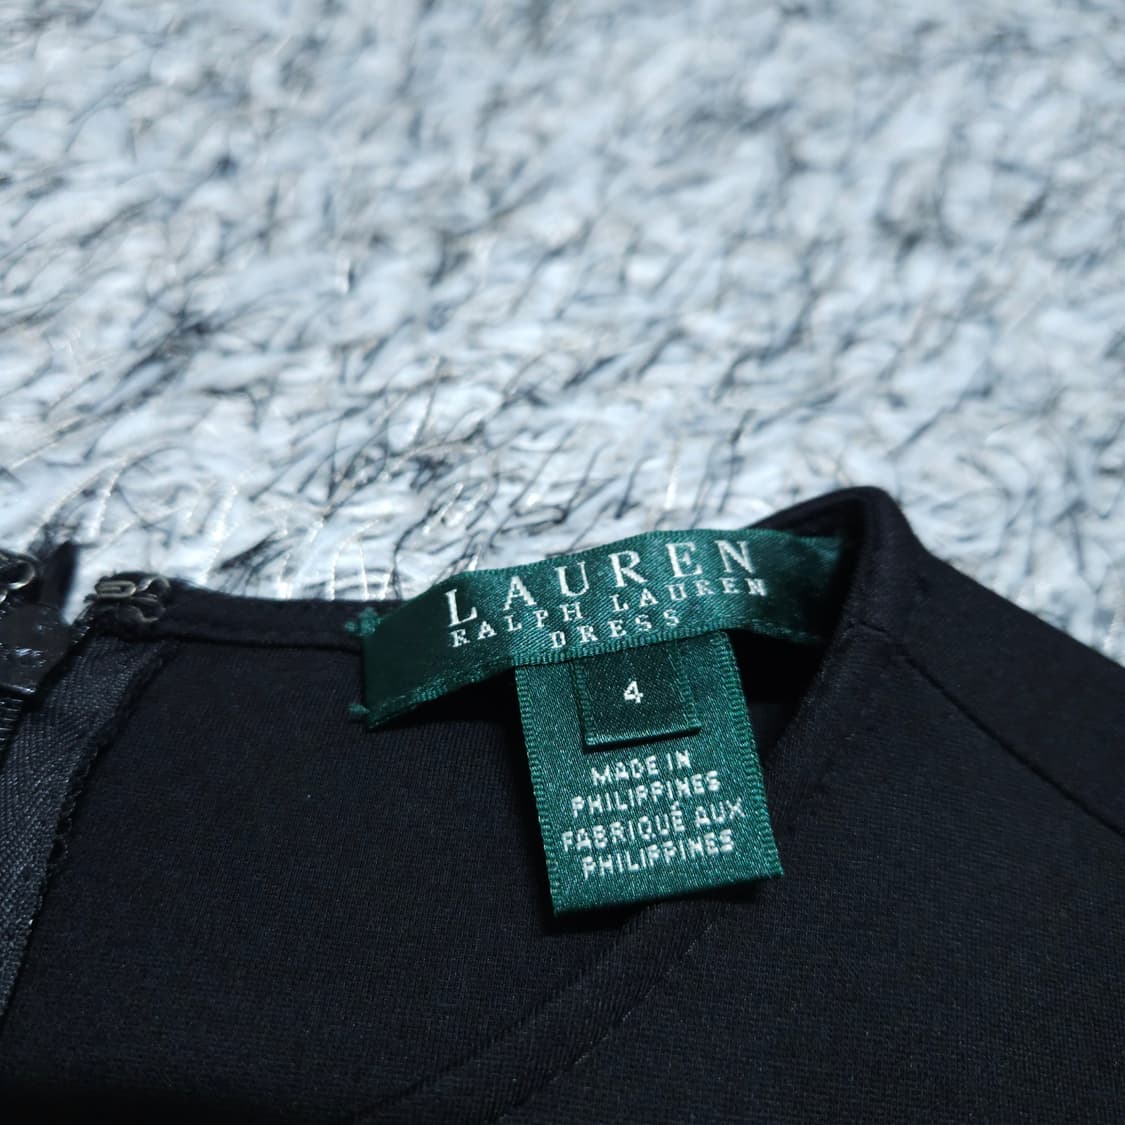 LAUREN
RALPH LAUREN
DRESS
4
MADE IN
PHILIPPINES
FABRIQUÉ AUX
PHILIPPINES